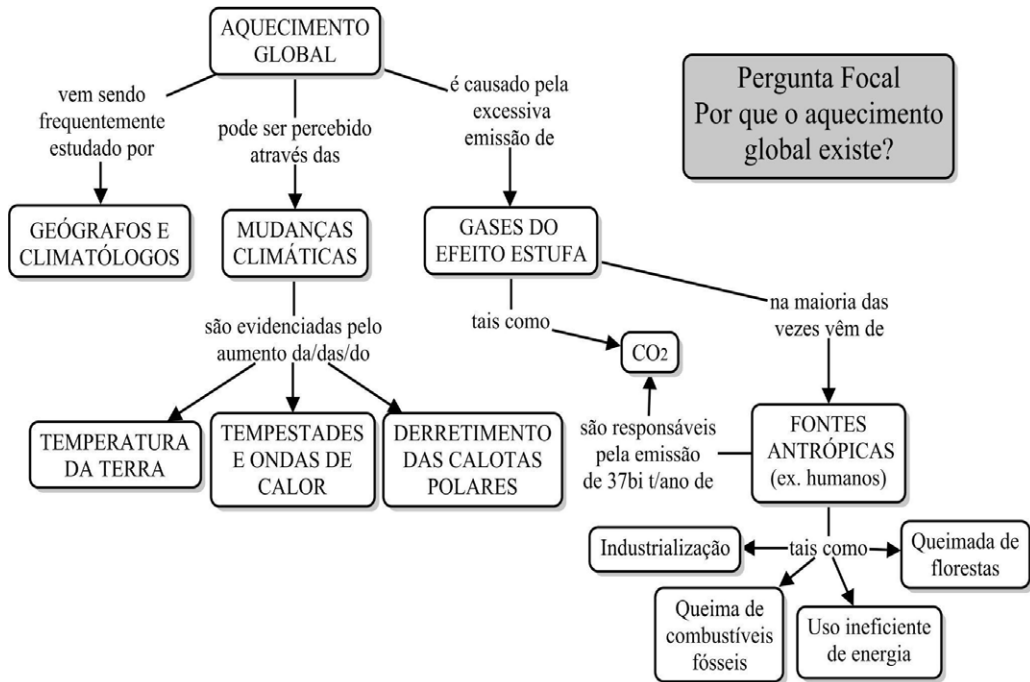 AQUECIMENTO
GLOBAL
Pergunta Focal
Por que o aquecimento
global existe?
vem sendo
frequentemente
estudado por
pode ser percebido
através das
é causado pela
excessiva
emissão de
GEÓGRAFOS E
CLIMATÓLOGOS
MUDANÇAS
CLIMÁTICAS
GASES DO
EFEITO ESTUFA
são evidenciadas pelo
aumento da/das/do
tais como
na maioria das
vezes vêm de
CO2
TEMPERATURA
DA TERRA
TEMPESTADES
E ONDAS DE
CALOR
DERRETIMENTO
DAS CALOTAS
POLARES
são responsáveis
pela emissão
de 37bi t/ano de
FONTES
ANTRÓPICAS
(ex. humanos)
Industrialização
tais como
Queimada de
florestas
Queima de
combustíveis
fósseis
Uso ineficiente
de energia